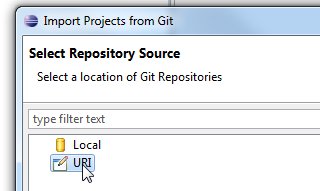 Import Projects from Git
Select Repository Source
Select a location of Git Repositories
type filter text
Local
URI